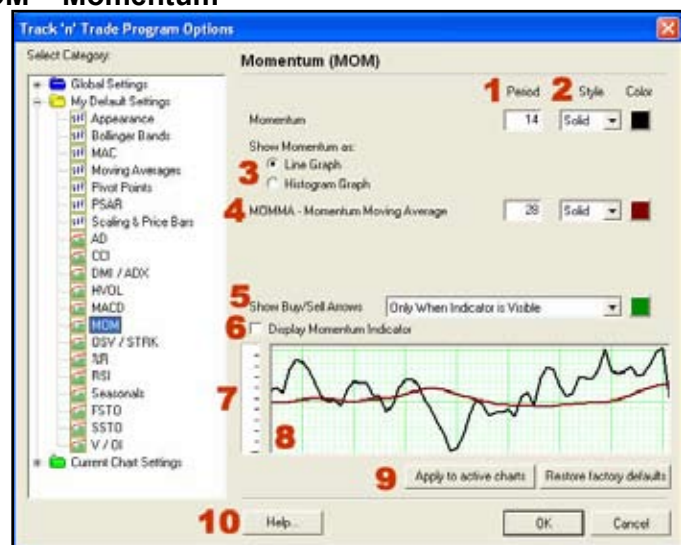 MOM – Momentum
Track 'n' Trade Program Options
Select Category:
Global Settings
My Default Settings
Appearance
Bollinger Bands
MAC
Moving Averages
Pivot Points
PSAR
Scaling & Price Bars
AD
CCI
DMI / ADX
HVOL
MACD
MOM
OSV / STRK
%R
RSI
Seasonals
FSTO
SSTO
V / OI
Current Chart Settings
Momentum (MOM)
1 Period 2 Style Color
Momentum 14 Solid
Show Momentum as:
3 Line Graph
Histogram Graph
4 MOMMA - Momentum Moving Average 28 Solid
5 Show Buy/Sell Arrows Only When Indicator is Visible
6 Display Momentum Indicator
7
8
9 Apply to active charts Restore factory defaults
10 Help... OK Cancel